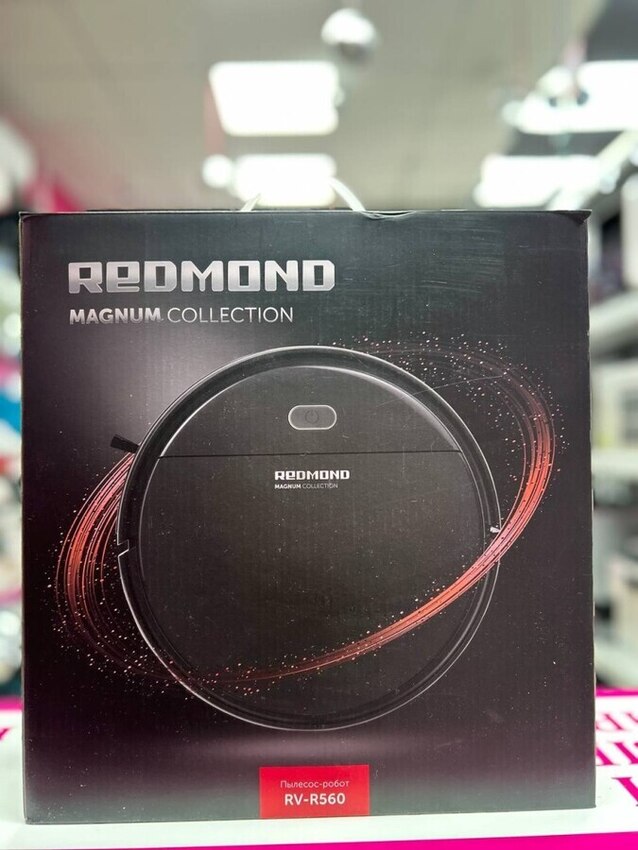 REDMOND
MAGNUM COLLECTION
REDMOND
MAGNUM COLLECTION
Пылесос-робот
RV-R560